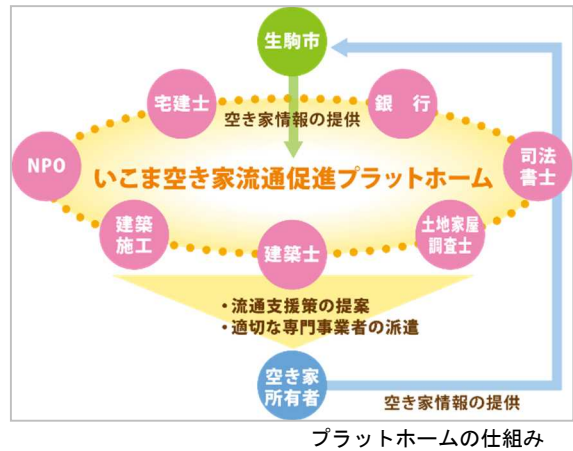 生駒市
宅建士
銀 行
空き家情報の提供
NPO
いこま空き家流通促進プラットホーム
司法
書士
建築
施工
建築士
土地家屋
調査士
・流通支援策の提案
・適切な専門事業者の派遣
空き家
所有者
空き家情報の提供
プラットホームの仕組み